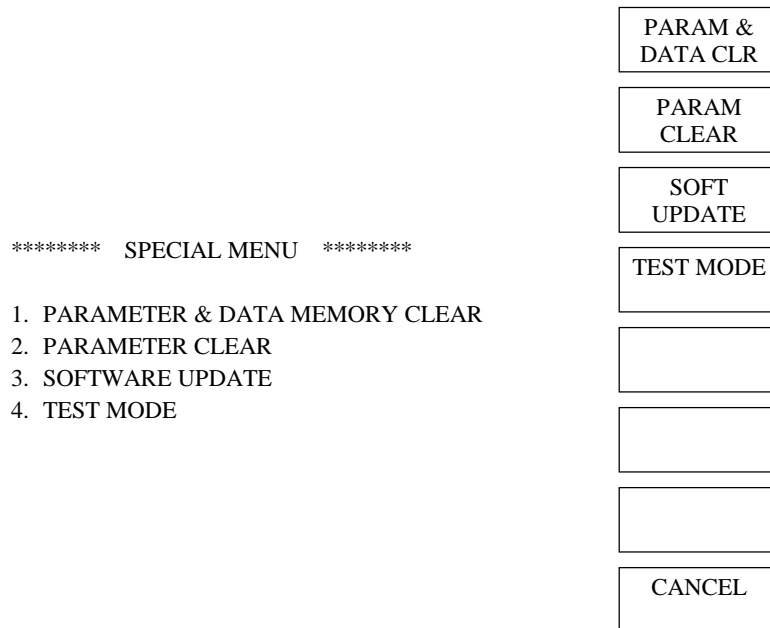 PARAM &
DATA CLR
PARAM
CLEAR
SOFT
UPDATE
TEST MODE
CANCEL
******** SPECIAL MENU ********
1. PARAMETER & DATA MEMORY CLEAR
2. PARAMETER CLEAR
3. SOFTWARE UPDATE
4. TEST MODE